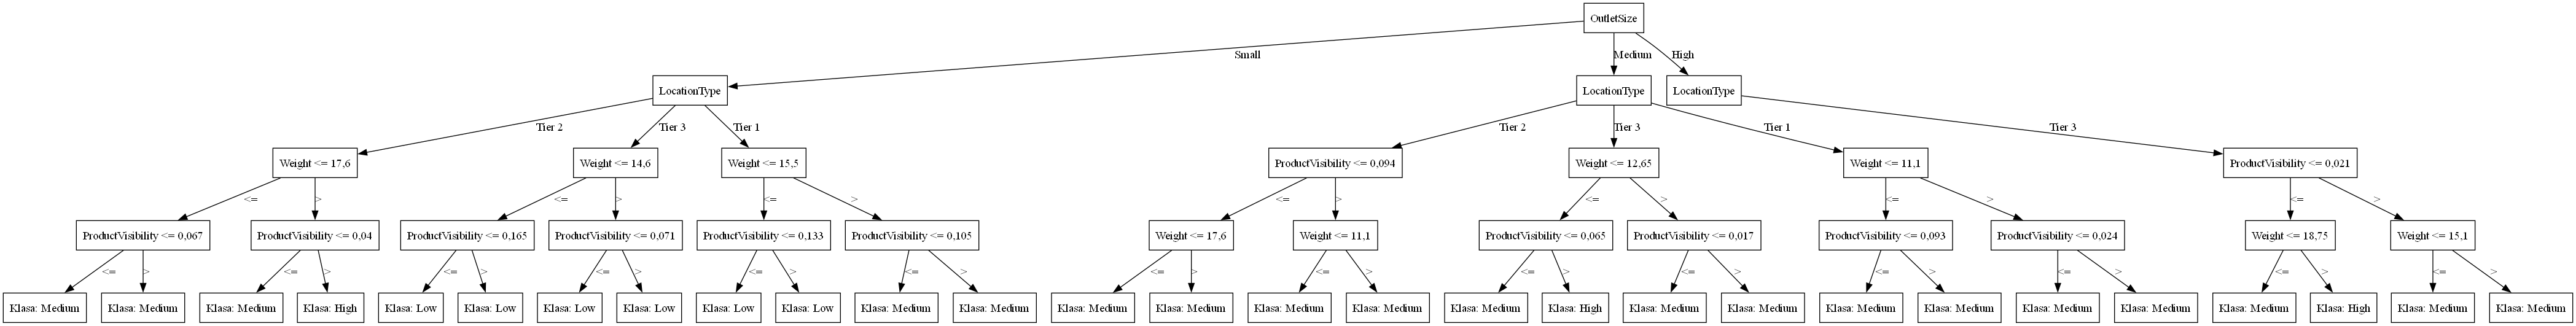 OutletSize
Small
Medium
High
LocationType
LocationType
LocationType
Tier 2
Tier 3
Tier 1
Tier 2
Tier 3
Tier 1
Tier 3
Weight <= 17,6
Weight <= 14,6
Weight <= 15,5
ProductVisibility <= 0,094
Weight <= 12,65
Weight <= 11,1
ProductVisibility <= 0,021
<=
>
<=
>
<=
>
<=
>
<=
>
<=
>
<=
>
ProductVisibility <= 0,067
ProductVisibility <= 0,04
ProductVisibility <= 0,165
ProductVisibility <= 0,071
ProductVisibility <= 0,133
ProductVisibility <= 0,105
Weight <= 17,6
Weight <= 11,1
ProductVisibility <= 0,065
ProductVisibility <= 0,017
ProductVisibility <= 0,093
ProductVisibility <= 0,024
Weight <= 18,75
Weight <= 15,1
<=
>
<=
>
<=
>
<=
>
<=
>
<=
>
<=
>
<=
>
<=
>
<=
>
<=
>
<=
>
<=
>
<=
>
Klasa: Medium
Klasa: Medium
Klasa: Medium
Klasa: High
Klasa: Low
Klasa: Low
Klasa: Low
Klasa: Low
Klasa: Low
Klasa: Low
Klasa: Medium
Klasa: Medium
Klasa: Medium
Klasa: Medium
Klasa: Medium
Klasa: Medium
Klasa: Medium
Klasa: High
Klasa: Medium
Klasa: Medium
Klasa: Medium
Klasa: Medium
Klasa: Medium
Klasa: Medium
Klasa: Medium
Klasa: High
Klasa: Medium
Klasa: Medium